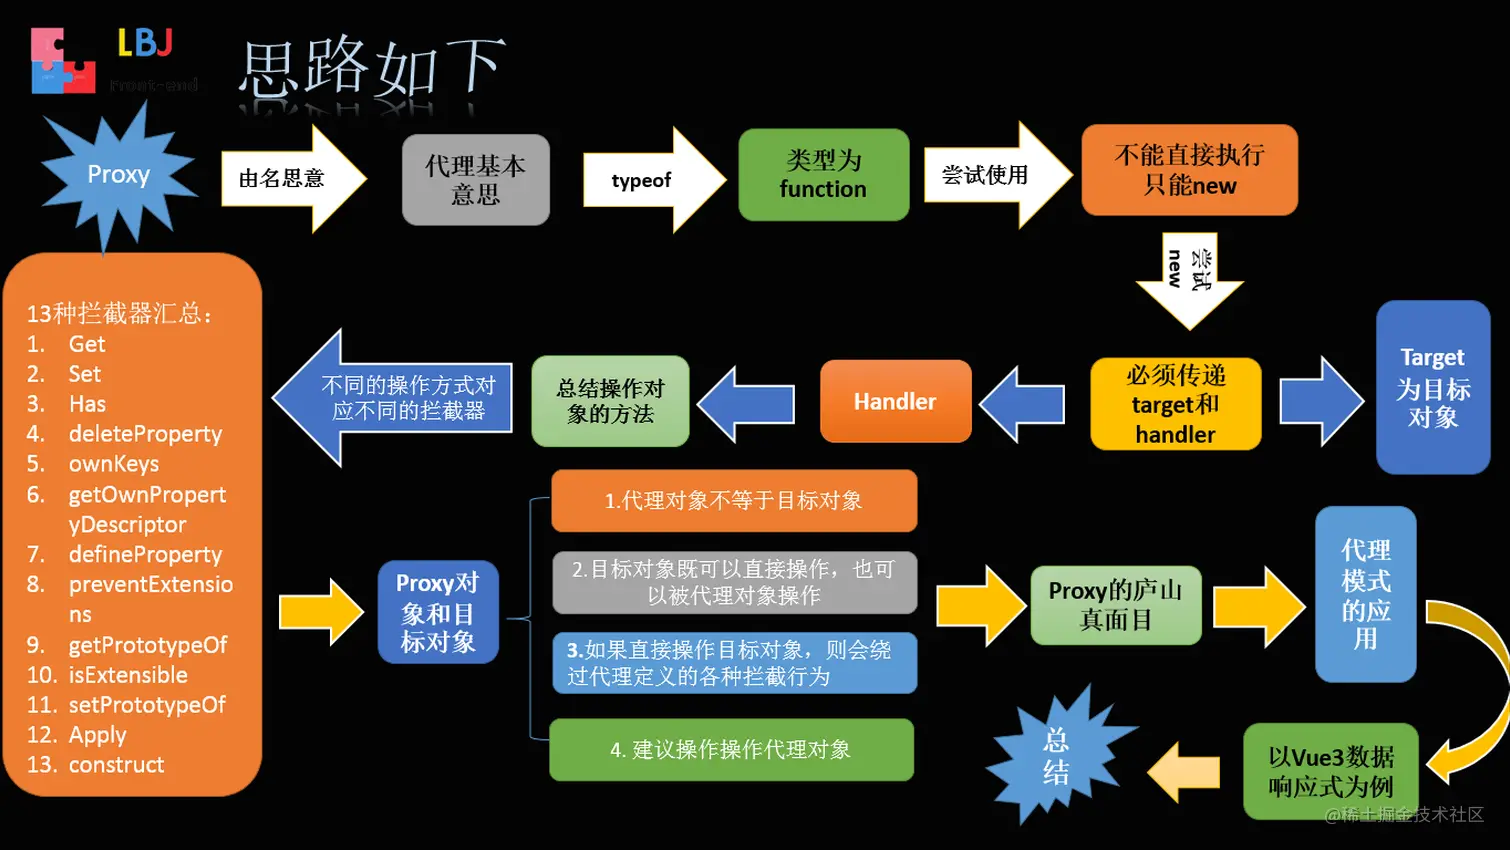 LBJ
Front-end
思路如下
Proxy
由名思意
代理基本
意思
typeof
类型为
function
尝试使用
不能直接执行
只能new
尝试
new
Target
为目标
对象
必须传递
target和
handler
Handler
总结操作对
象的方法
不同的操作方式对
应不同的拦截器
13种拦截器汇总：
1. Get
2. Set
3. Has
4. deleteProperty
5. ownKeys
6. getOwnPropert
yDescriptor
7. defineProperty
8. preventExtensio
ns
9. getPrototypeOf
10. isExtensible
11. setPrototypeOf
12. Apply
13. construct
Proxy对
象和目
标对象
1.代理对象不等于目标对象
2.目标对象既可以直接操作，也可
以被代理对象操作
3.如果直接操作目标对象，则会绕
过代理定义的各种拦截行为
4. 建议操作操作代理对象
Proxy的庐山
真面目
代理
模式
的应
用
以Vue3数据
响应式为例
总
结
@稀土掘金技术社区